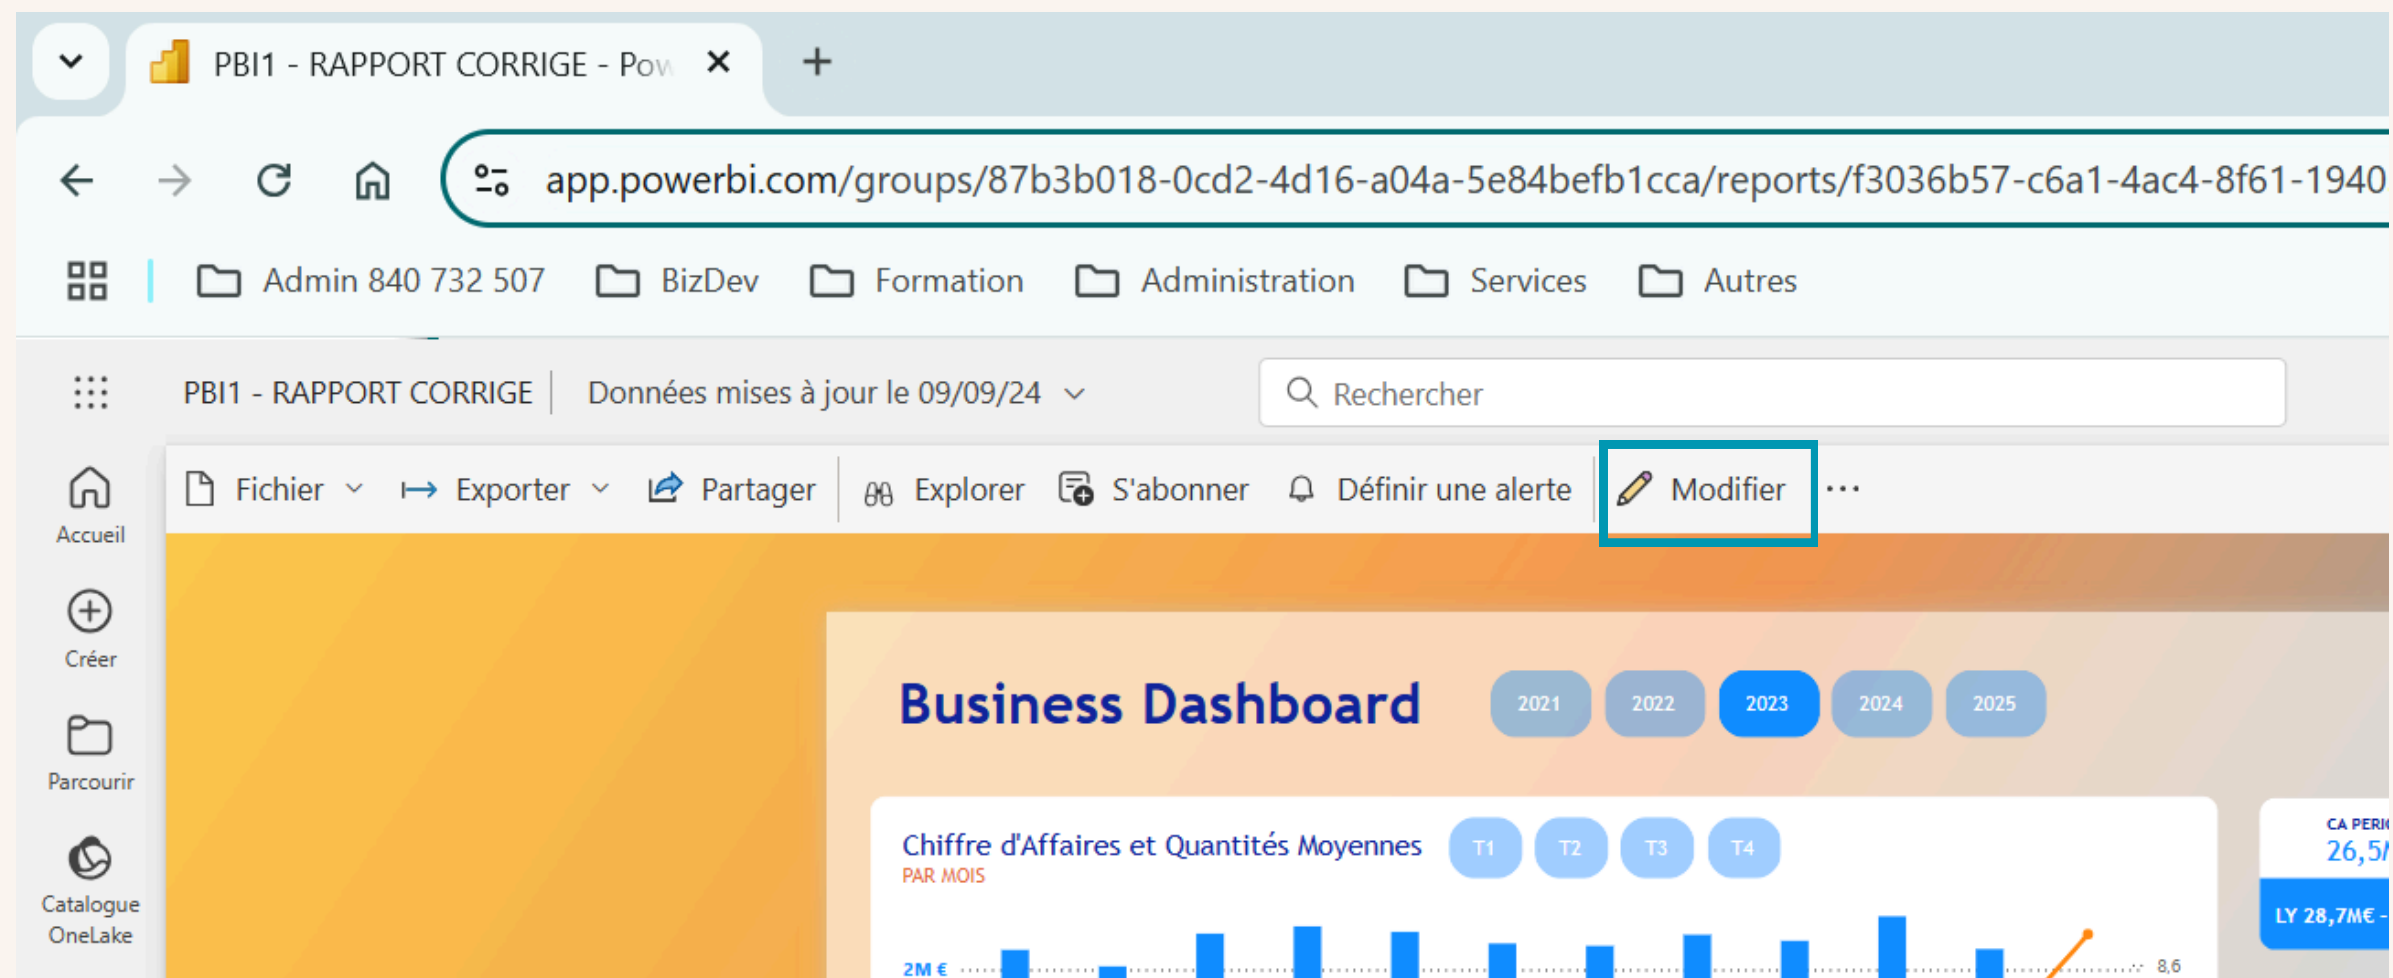 PBI1 - RAPPORT CORRIGE - Pow
app.powerbi.com/groups/87b3b018-0cd2-4d16-a04a-5e84befb1cca/reports/f3036b57-c6a1-4ac4-8f61-1940
Admin 840 732 507 BizDev Formation Administration Services Autres
PBI1 - RAPPORT CORRIGE Données mises à jour le 09/09/24 Rechercher
Fichier Exporter Partager Explorer S'abonner Définir une alerte Modifier ...
Accueil
Créer
Parcourir
Catalogue
OneLake
Business Dashboard 2021 2022 2023 2024 2025
Chiffre d'Affaires et Quantités Moyennes T1 T2 T3 T4
PAR MOIS
2M € 8,6
CA PERI
26,5
LY 28,7M€ -